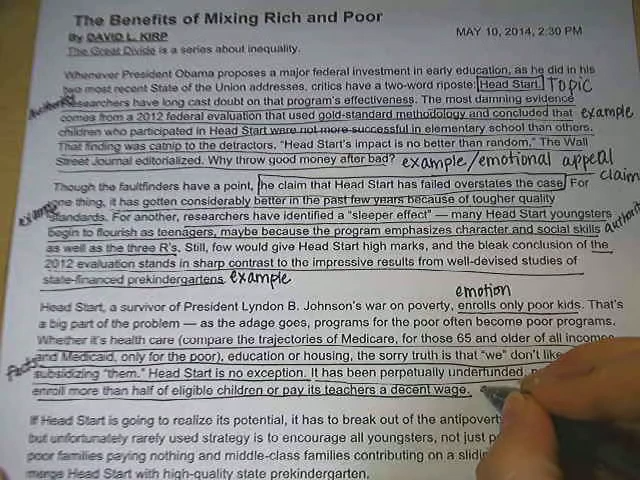 The Benefits of Mixing Rich and Poor
By DAVID L. KIRP
MAY 10, 2014, 2:30 PM
The Great Divide is a series about inequality.
Whenever President Obama proposes a major federal investment in early education, as he did in his
two most recent State of the Union addresses, critics have a two-word riposte: Head Start. Topic
researchers have long cast doubt on that program's effectiveness. The most damning evidence
comes from a 2012 federal evaluation that used gold-standard methodology and concluded that example
children who participated in Head Start were not more successful in elementary school than others.
That finding was catnip to the detractors. "Head Start's impact is no better than random," The Wall
Street Journal editorialized. Why throw good money after bad? example/emotional appeal
Though the faultfinders have a point, the claim that Head Start has failed overstates the case. For claim
one thing, it has gotten considerably better in the past few years because of tougher quality
example
standards. For another, researchers have identified a "sleeper effect" — many Head Start youngsters
begin to flourish as teenagers, maybe because the program emphasizes character and social skills authority
as well as the three R's. Still, few would give Head Start high marks, and the bleak conclusion of the
2012 evaluation stands in sharp contrast to the impressive results from well-devised studies of
state-financed prekindergartens. example
emotion
Head Start, a survivor of President Lyndon B. Johnson's war on poverty, enrolls only poor kids. That's
a big part of the problem — as the adage goes, programs for the poor often become poor programs.
Whether it's health care (compare the trajectories of Medicare, for those 65 and older of all incomes
facts and Medicaid, only for the poor), education or housing, the sorry truth is that "we" don't like
subsidizing "them." Head Start is no exception. It has been perpetually underfunded,
enroll more than half of eligible children or pay its teachers a decent wage.
If Head Start is going to realize its potential, it has to break out of the antipovert
but unfortunately rarely used strategy is to encourage all youngsters, not just p
poor families paying nothing and middle-class families contributing on a slidin
merge Head Start with high-quality state prekindergarten.